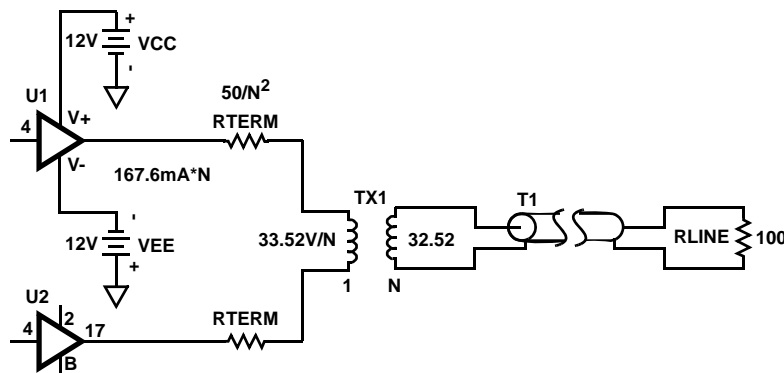 +
12V VCC
-
U1
50/N²
4 V+
RTERM
V-
167.6mA*N
TX1
T1
-
12V VEE
+
33.52V/N
32.52
RLINE 100
1 N
U2
2
4 17
RTERM
B